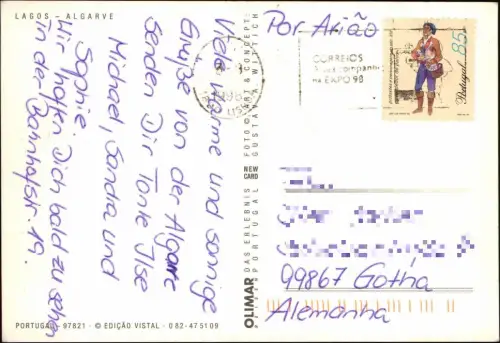 LAGOS - ALGARVE
Viele warme und sonnige
Grüße von der Algarve
senden Dir Tante Ilse
Michael, Sandra und
Sophie.
Wir hoffen Dich bald zu sehen
in der Bahnhofstr. 19.
PORTUGAL 97821 · © EDIÇÃO VISTAL · 082-475109
FOTO ART & CONCEPT:
GUSTAV A. WITTICH
NEW CARD
OLIMAR DAS ERLEBNIS
PORTUGAL
Por Avião
CORREIOS
na EXPO 98
85$
Portugal
99867 Gotha
Alemanha